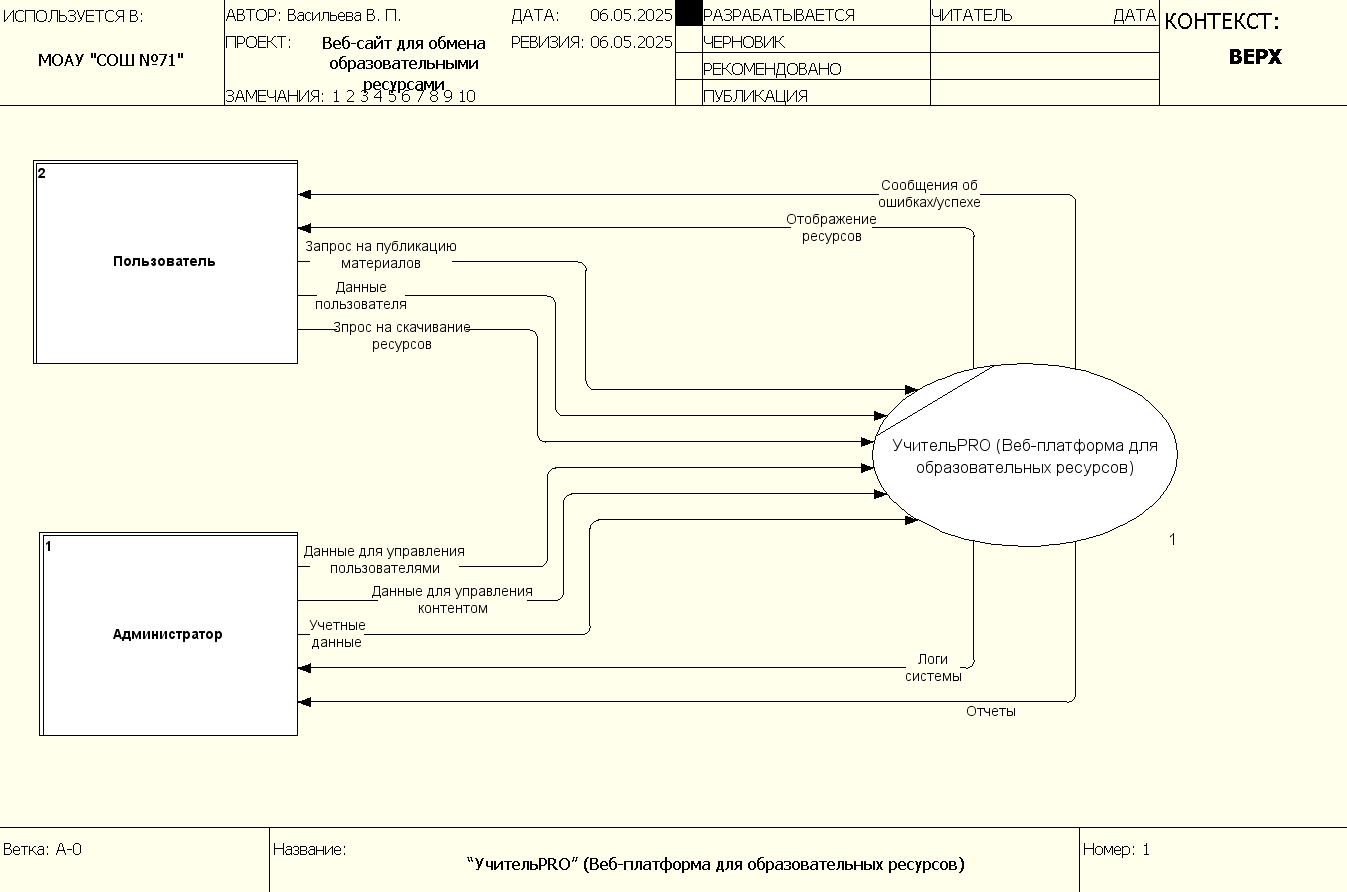 ИСПОЛЬЗУЕТСЯ В:
МОАУ "СОШ №71"
АВТОР: Васильева В. П.
ДАТА: 06.05.2025
ПРОЕКТ:
Веб-сайт для обмена
образовательными
ресурсами
РЕВИЗИЯ: 06.05.2025
ЗАМЕЧАНИЯ: 1 2 3 4 5 6 7 8 9 10
РАЗРАБАТЫВАЕТСЯ
ЧЕРНОВИК
РЕКОМЕНДОВАНО
ПУБЛИКАЦИЯ
ЧИТАТЕЛЬ
ДАТА
КОНТЕКСТ:
ВЕРХ
2
Пользователь
Сообщения об
ошибках/успехе
Отображение
ресурсов
Запрос на публикацию
материалов
Данные
пользователя
Зпрос на скачивание
ресурсов
УчительPRO (Веб-платформа для
образовательных ресурсов)
1
1
Администратор
Данные для управления
пользователями
Данные для управления
контентом
Учетные
данные
Логи
системы
Отчеты
Ветка: A-0
Название:
“УчительPRO” (Веб-платформа для образовательных ресурсов)
Номер: 1